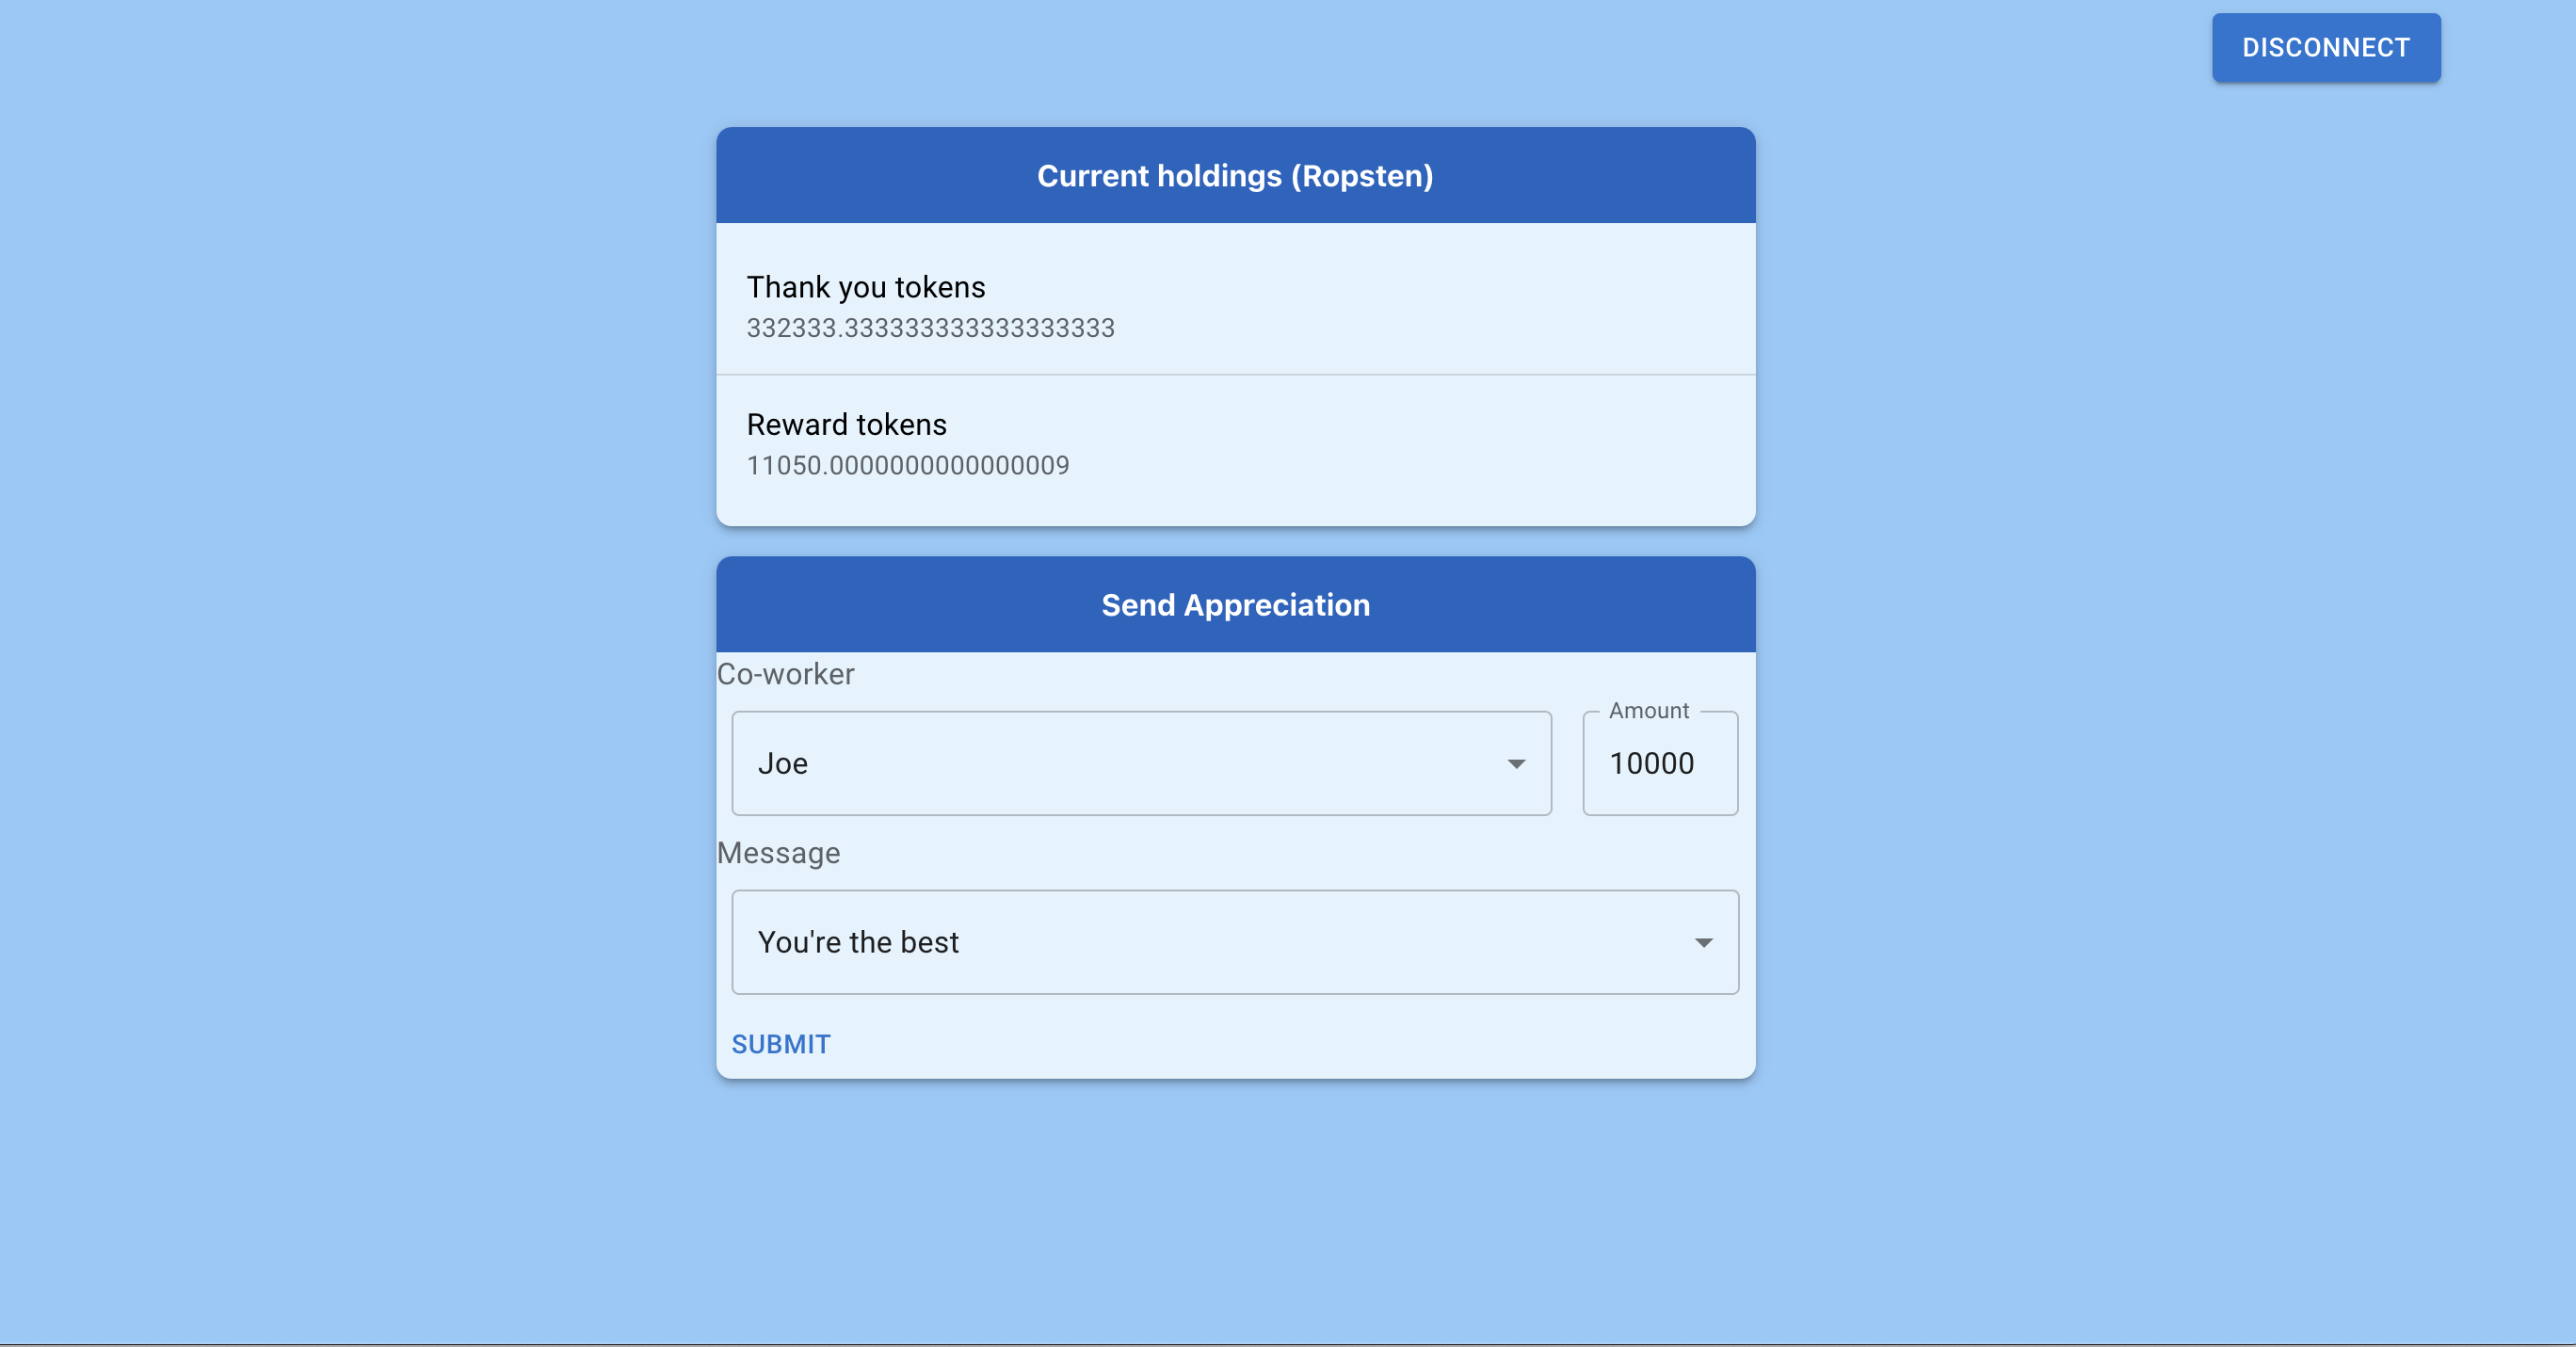 DISCONNECT
Current holdings (Ropsten)
Thank you tokens
332333.333333333333333333
Reward tokens
11050.0000000000000009
Send Appreciation
Co-worker
Amount
Joe
10000
Message
You're the best
SUBMIT